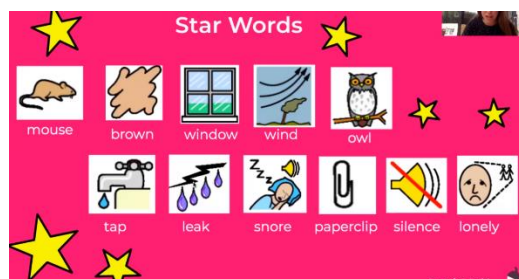 Star Words
mouse brown window wind owl
tap leak snore paperclip silence lonely